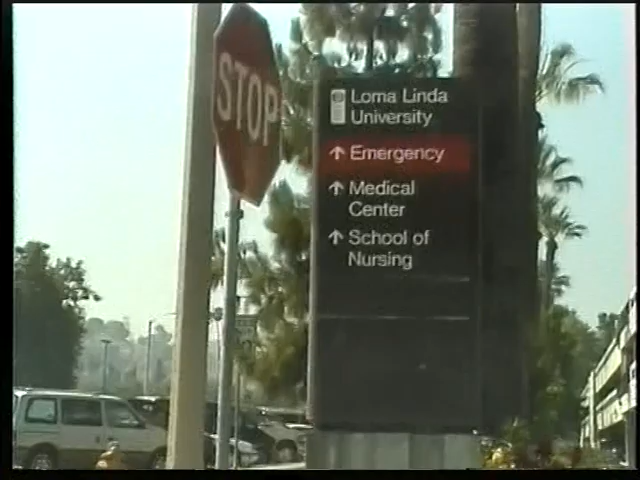 STOP
Loma Linda
University
↑ Emergency
↑ Medical
Center
↑ School of
Nursing